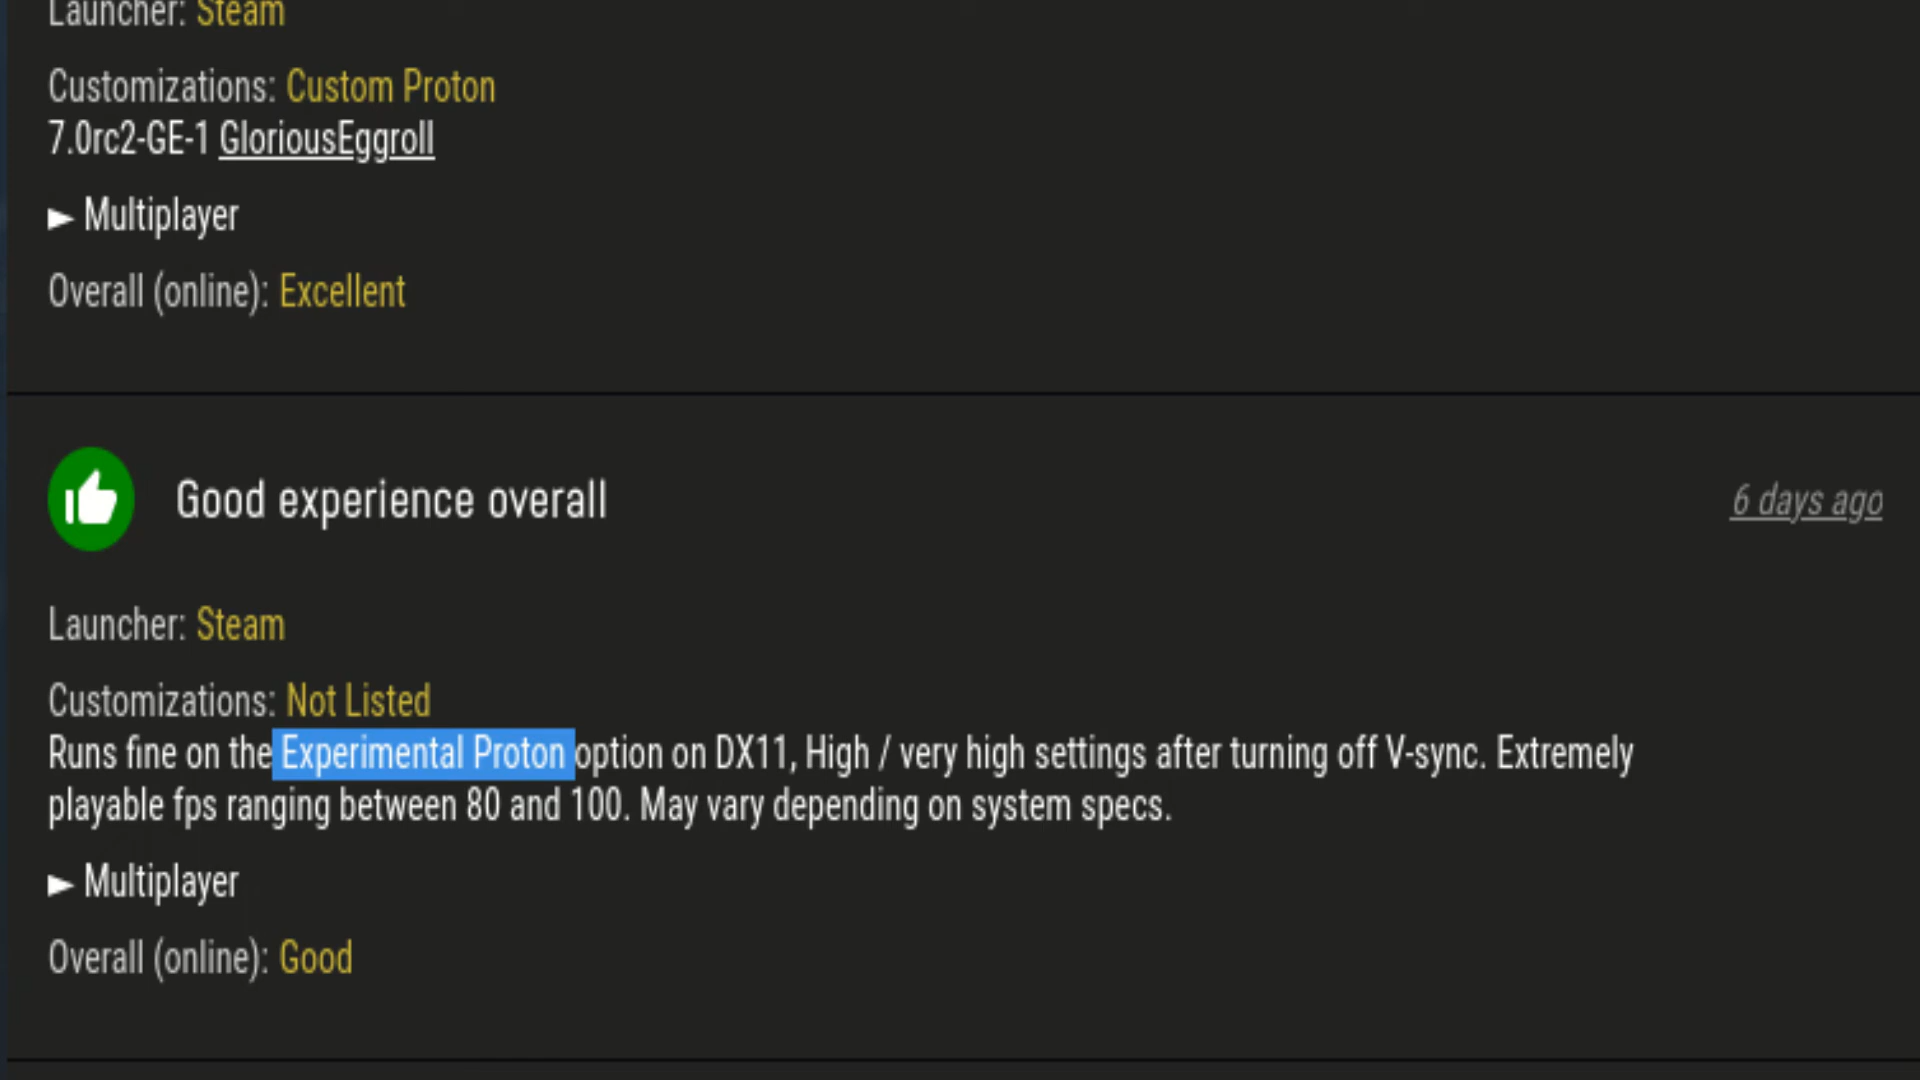 Launcher: Steam
Customizations: Custom Proton
7.0rc2-GE-1 GloriousEggroll
► Multiplayer
Overall (online): Excellent
Good experience overall
6 days ago
Launcher: Steam
Customizations: Not Listed
Runs fine on the Experimental Proton option on DX11, High / very high settings after turning off V-sync. Extremely
playable fps ranging between 80 and 100. May vary depending on system specs.
► Multiplayer
Overall (online): Good